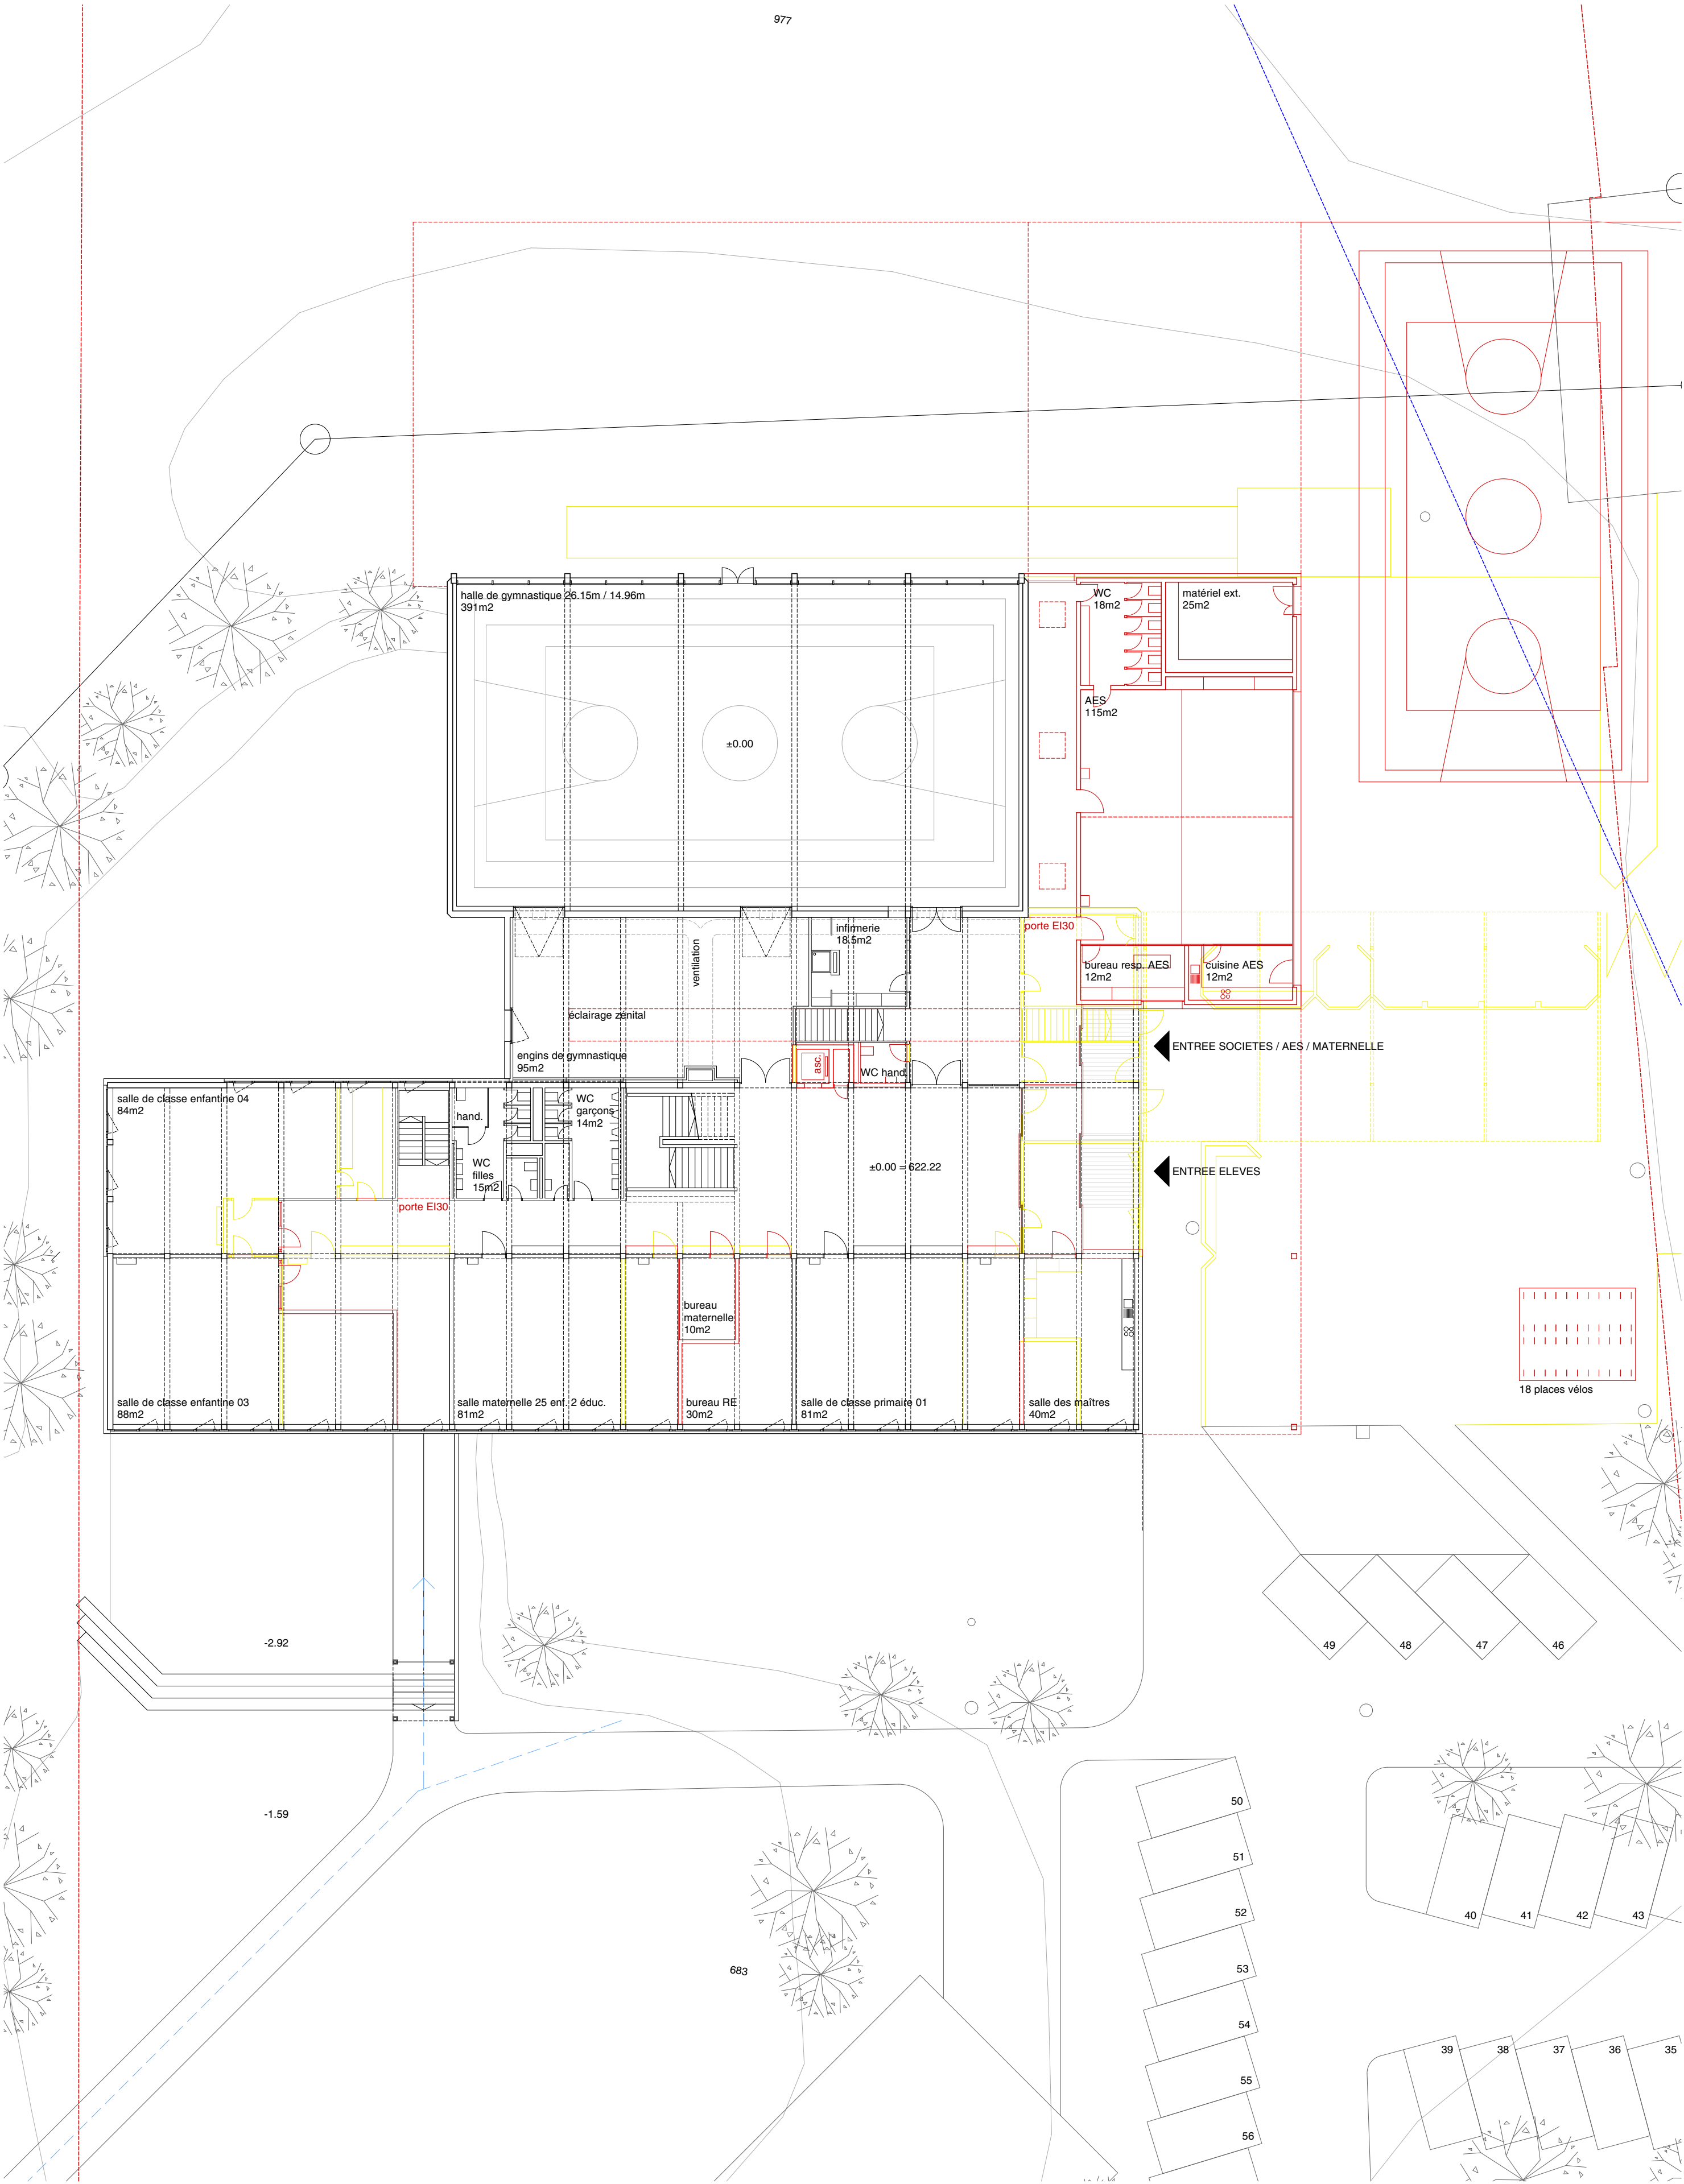 977
halle de gymnastique 26.15m / 14.96m
391m2
WC
18m2
matériel ext.
25m2
AES
115m2
±0.00
infirmerie
18.5m2
porte EI30
ventilation
bureau resp. AES
12m2
cuisine AES
12m2
éclairage zénital
engins de gymnastique
95m2
asc.
WC hand.
ENTREE SOCIETES / AES / MATERNELLE
salle de classe enfantine 04
84m2
hand.
WC
garçons
14m2
WC
filles
15m2
±0.00 = 622.22
ENTREE ELEVES
porte EI30
bureau
maternelle
10m2
salle de classe enfantine 03
88m2
salle maternelle 25 enf. 2 éduc.
81m2
bureau RE
30m2
salle de classe primaire 01
81m2
salle des maîtres
40m2
18 places vélos
-2.92
49
48
47
46
-1.59
50
51
52
53
54
55
56
40
41
42
43
683
39
38
37
36
35